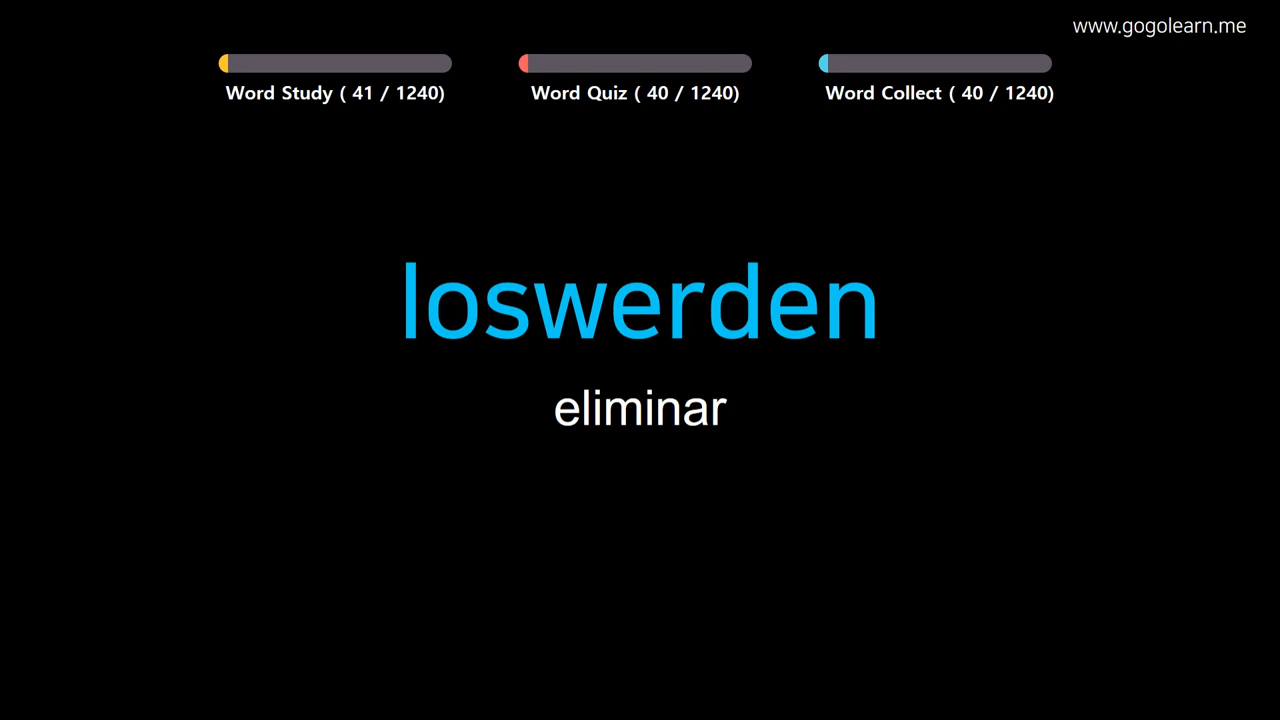 www.gogolearn.me
Word Study ( 41 / 1240)
Word Quiz ( 40 / 1240)
Word Collect ( 40 / 1240)
loswerden
eliminar